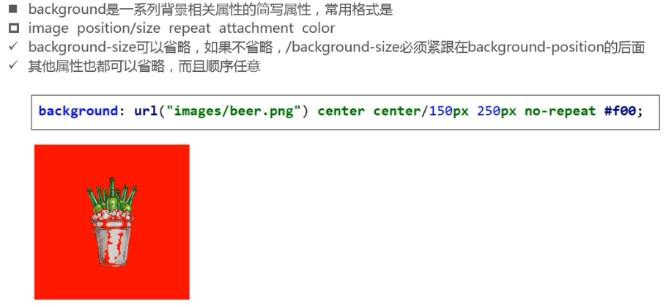 background是一系列背景相关属性的简写属性，常用格式是
image position/size repeat attachment color
background-size可以省略，如果不省略，/background-size必须紧跟在background-position的后面
其他属性也都可以省略，而且顺序任意
background: url("images/beer.png") center center/150px 250px no-repeat #f00;